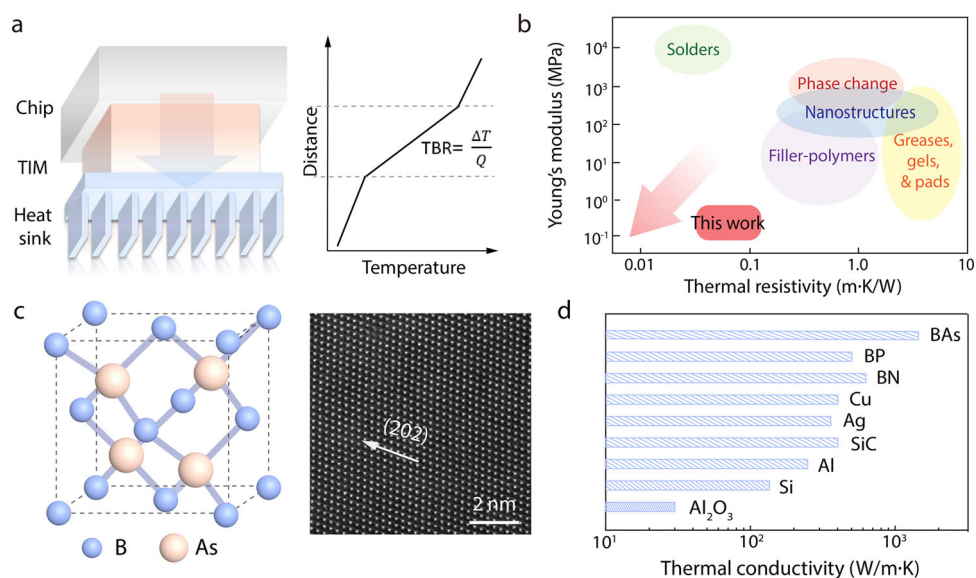 a
Chip
TIM
Heat
sink
Distance
TBR= ΔT/Q
Temperature
b
Young's modulus (MPa)
10⁴
10³
10²
10¹
10⁰
10⁻¹
Solders
Phase change
Nanostructures
Filler-polymers
Greases,
gels,
& pads
This work
0.01
0.1
1.0
10
Thermal resistivity (m·K/W)
c
B
As
(202)
2 nm
d
BAs
BP
BN
Cu
Ag
SiC
Al
Si
Al₂O₃
10¹
10²
10³
Thermal conductivity (W/m·K)